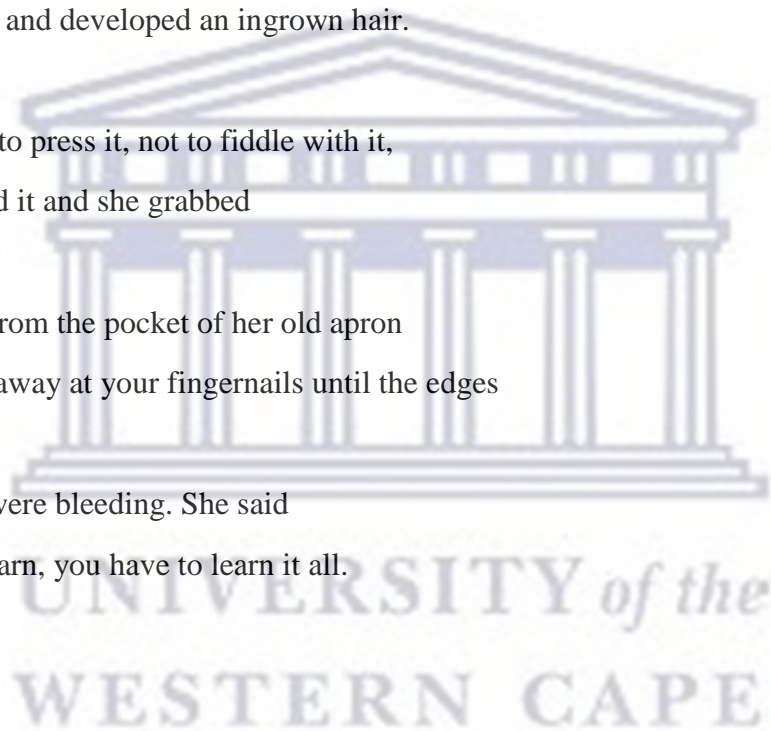 and developed an ingrown hair.
to press it, not to fiddle with it,
it and she grabbed
rom the pocket of her old apron
away at your fingernails until the edges
were bleeding. She said
arn, you have to learn it all.
UNIVERSITY of the
WESTERN CAPE